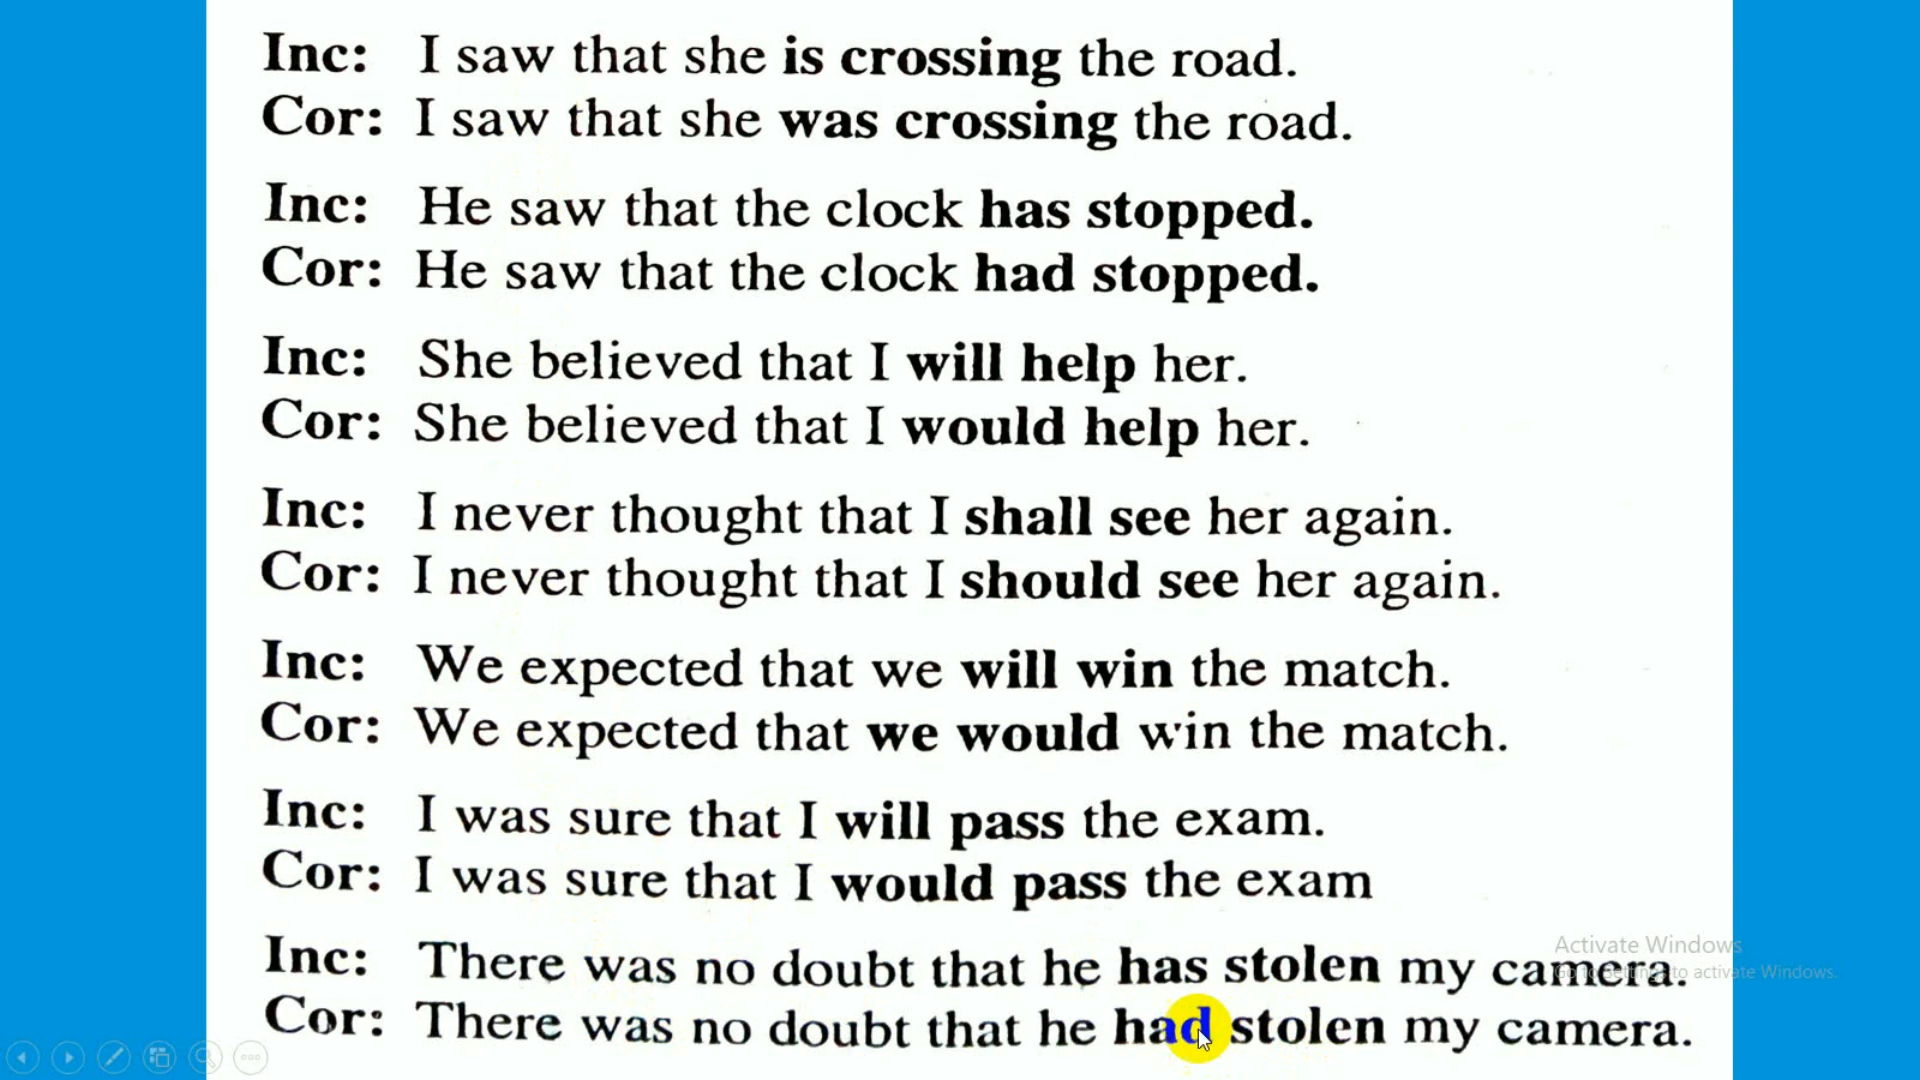 Inc: I saw that she is crossing the road.
Cor: I saw that she was crossing the road.
Inc: He saw that the clock has stopped.
Cor: He saw that the clock had stopped.
Inc: She believed that I will help her.
Cor: She believed that I would help her.
Inc: I never thought that I shall see her again.
Cor: I never thought that I should see her again.
Inc: We expected that we will win the match.
Cor: We expected that we would win the match.
Inc: I was sure that I will pass the exam.
Cor: I was sure that I would pass the exam
Activate Windows
Inc: There was no doubt that he has stolen my camera.
Go to Settings to activate Windows.
Cor: There was no doubt that he had stolen my camera.